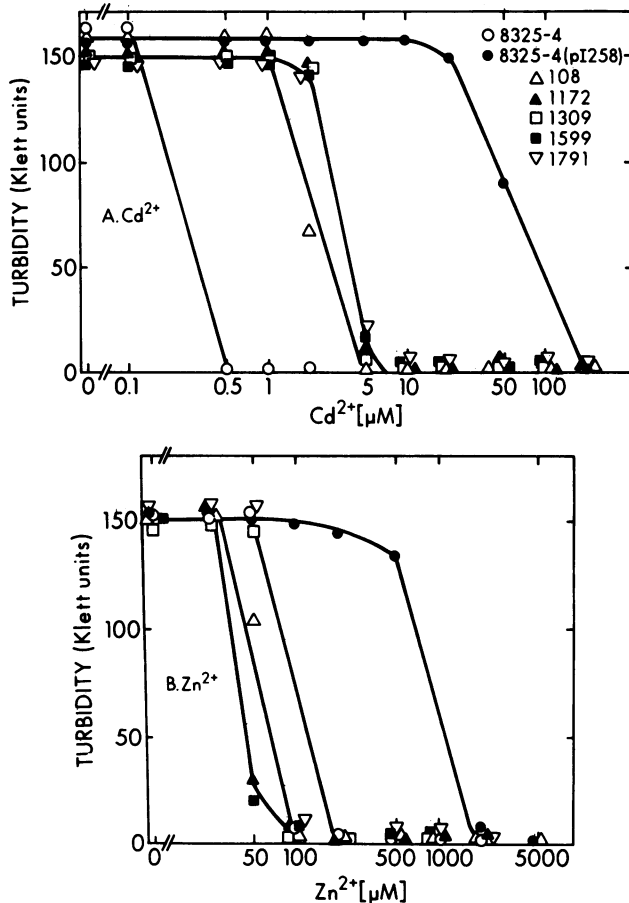 150
100
50
0
TURBIDITY (Klett units)
A.Cd2+
8325-4
8325-4(pI258)
108
1172
1309
1599
1791
0 0.1 0.5 1 5 10 50 100
Cd2+[μM]
150
100
50
0
TURBIDITY (Klett units)
B.Zn2+
0 50 100 500 1000 5000
Zn2+[μM]